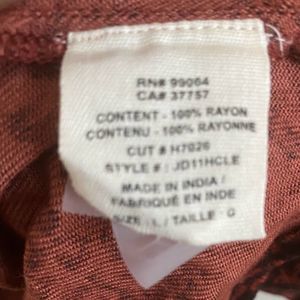 RN# 99064
CA# 37757
CONTENT - 100% RAYON
CONTENU - 100% RAYONNE
CUT # H7026
STYLE # : JD11HCLE
MADE IN INDIA /
FABRIQUÉ EN INDE
SIZE : L / TAILLE : G